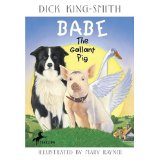 DICK KING-SMITH
BABE
The
Gallant
Pig
ILLUSTRATED BY MARY RAYNER